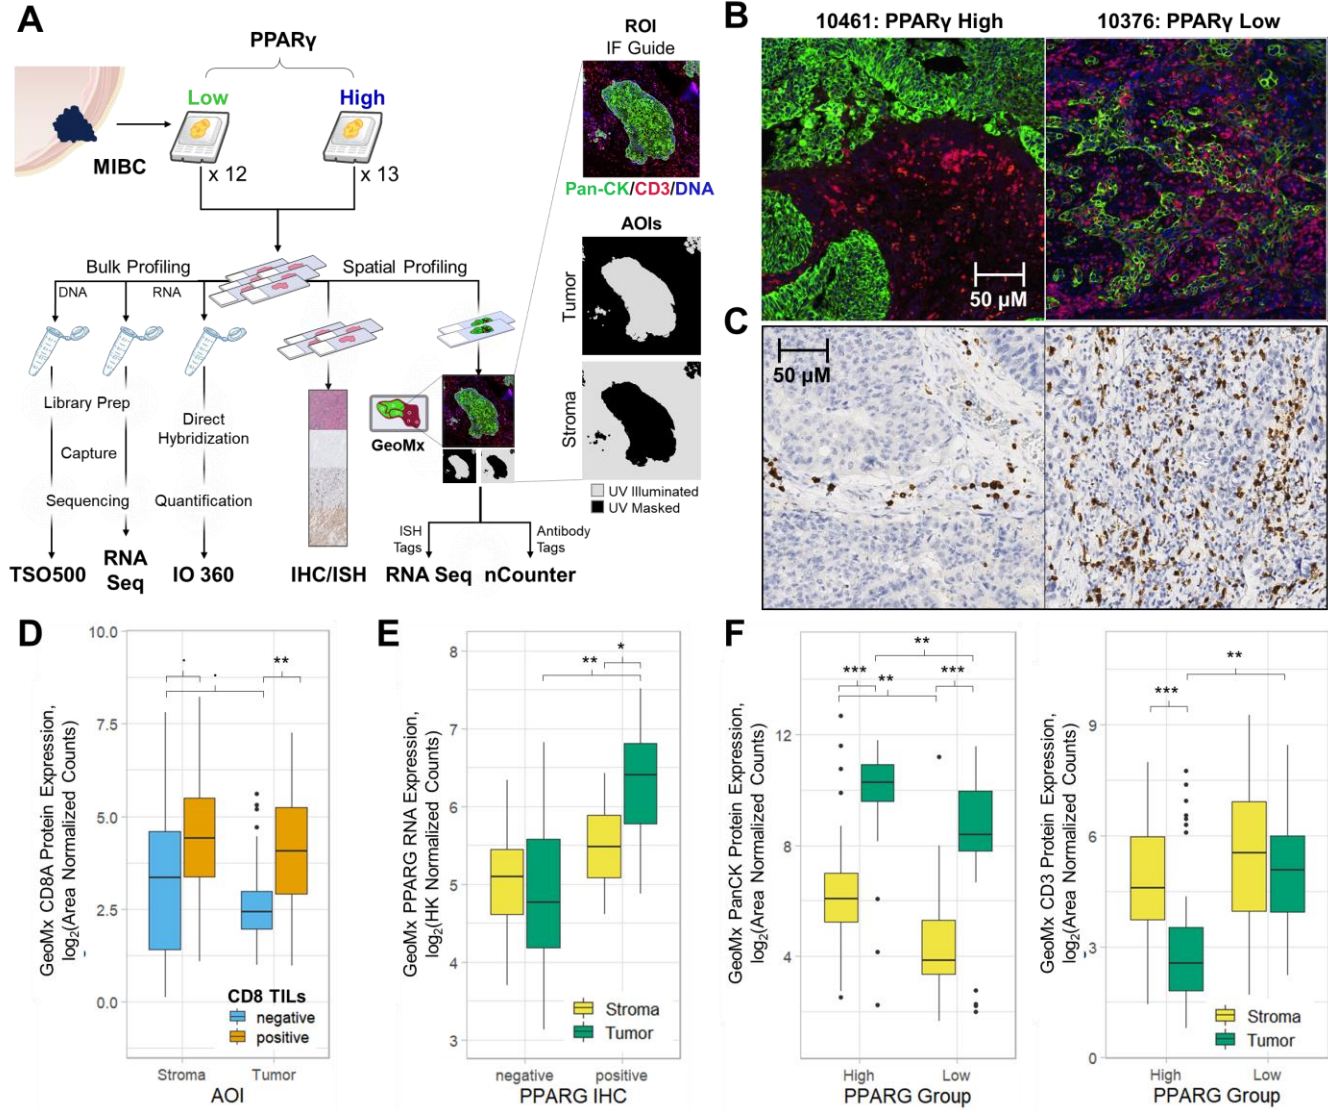 A
PPARγ
Low
High
MIBC
x 12
x 13
Bulk Profiling
Spatial Profiling
DNA
RNA
Library Prep
Capture
Sequencing
Direct
Hybridization
Quantification
GeoMx
ISH
Tags
Antibody
Tags
TSO500
RNA
Seq
IO 360
IHC/ISH
RNA Seq
nCounter
ROI
IF Guide
Pan-CK/CD3/DNA
AOIs
Tumor
Stroma
UV Illuminated
UV Masked
B
10461: PPARγ High
10376: PPARγ Low
50 µM
C
50 µM
D
GeoMx CD8A Protein Expression,
log2(Area Normalized Counts)
10.0
7.5
5.0
2.5
0.0
.
.
**
CD8 TILs
negative
positive
Stroma
Tumor
AOI
E
GeoMx PPARG RNA Expression,
log2(HK Normalized Counts)
8
7
6
5
4
3
**
*
Stroma
Tumor
negative
positive
PPARG IHC
F
GeoMx PanCK Protein Expression,
log2(Area Normalized Counts)
12
8
4
**
***
**
***
High
Low
PPARG Group
GeoMx CD3 Protein Expression,
log2(Area Normalized Counts)
9
6
3
0
**
***
Stroma
Tumor
High
Low
PPARG Group